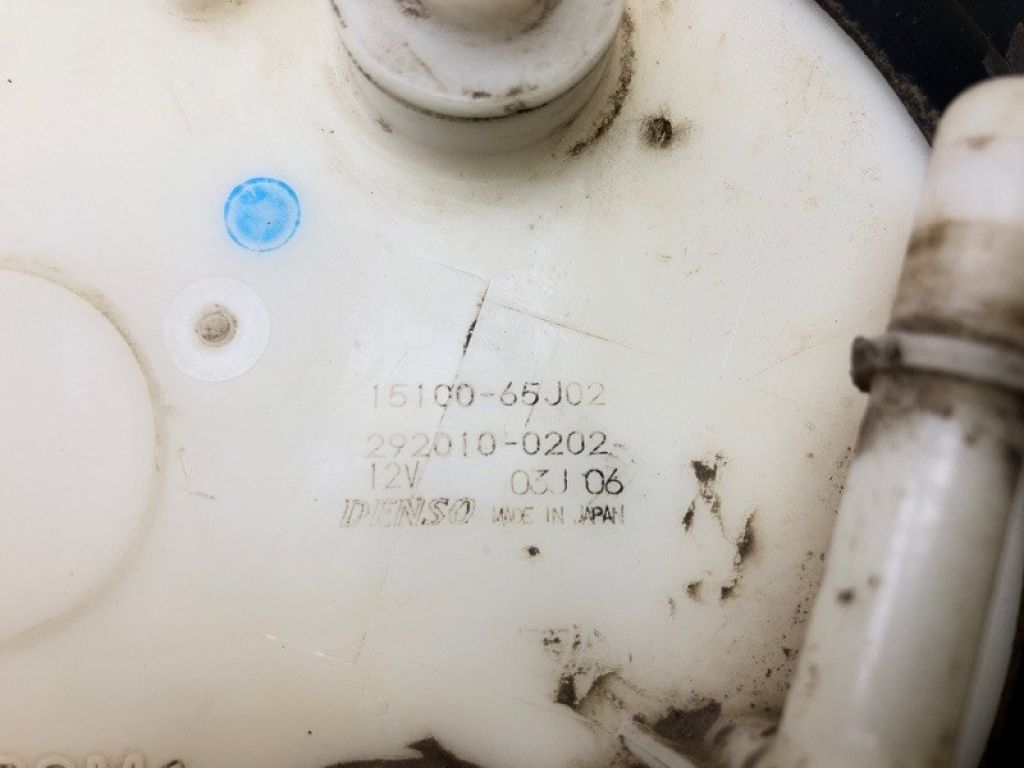 15100-65J02
292010-0202
12V 03J 06
DENSO MADE IN JAPAN